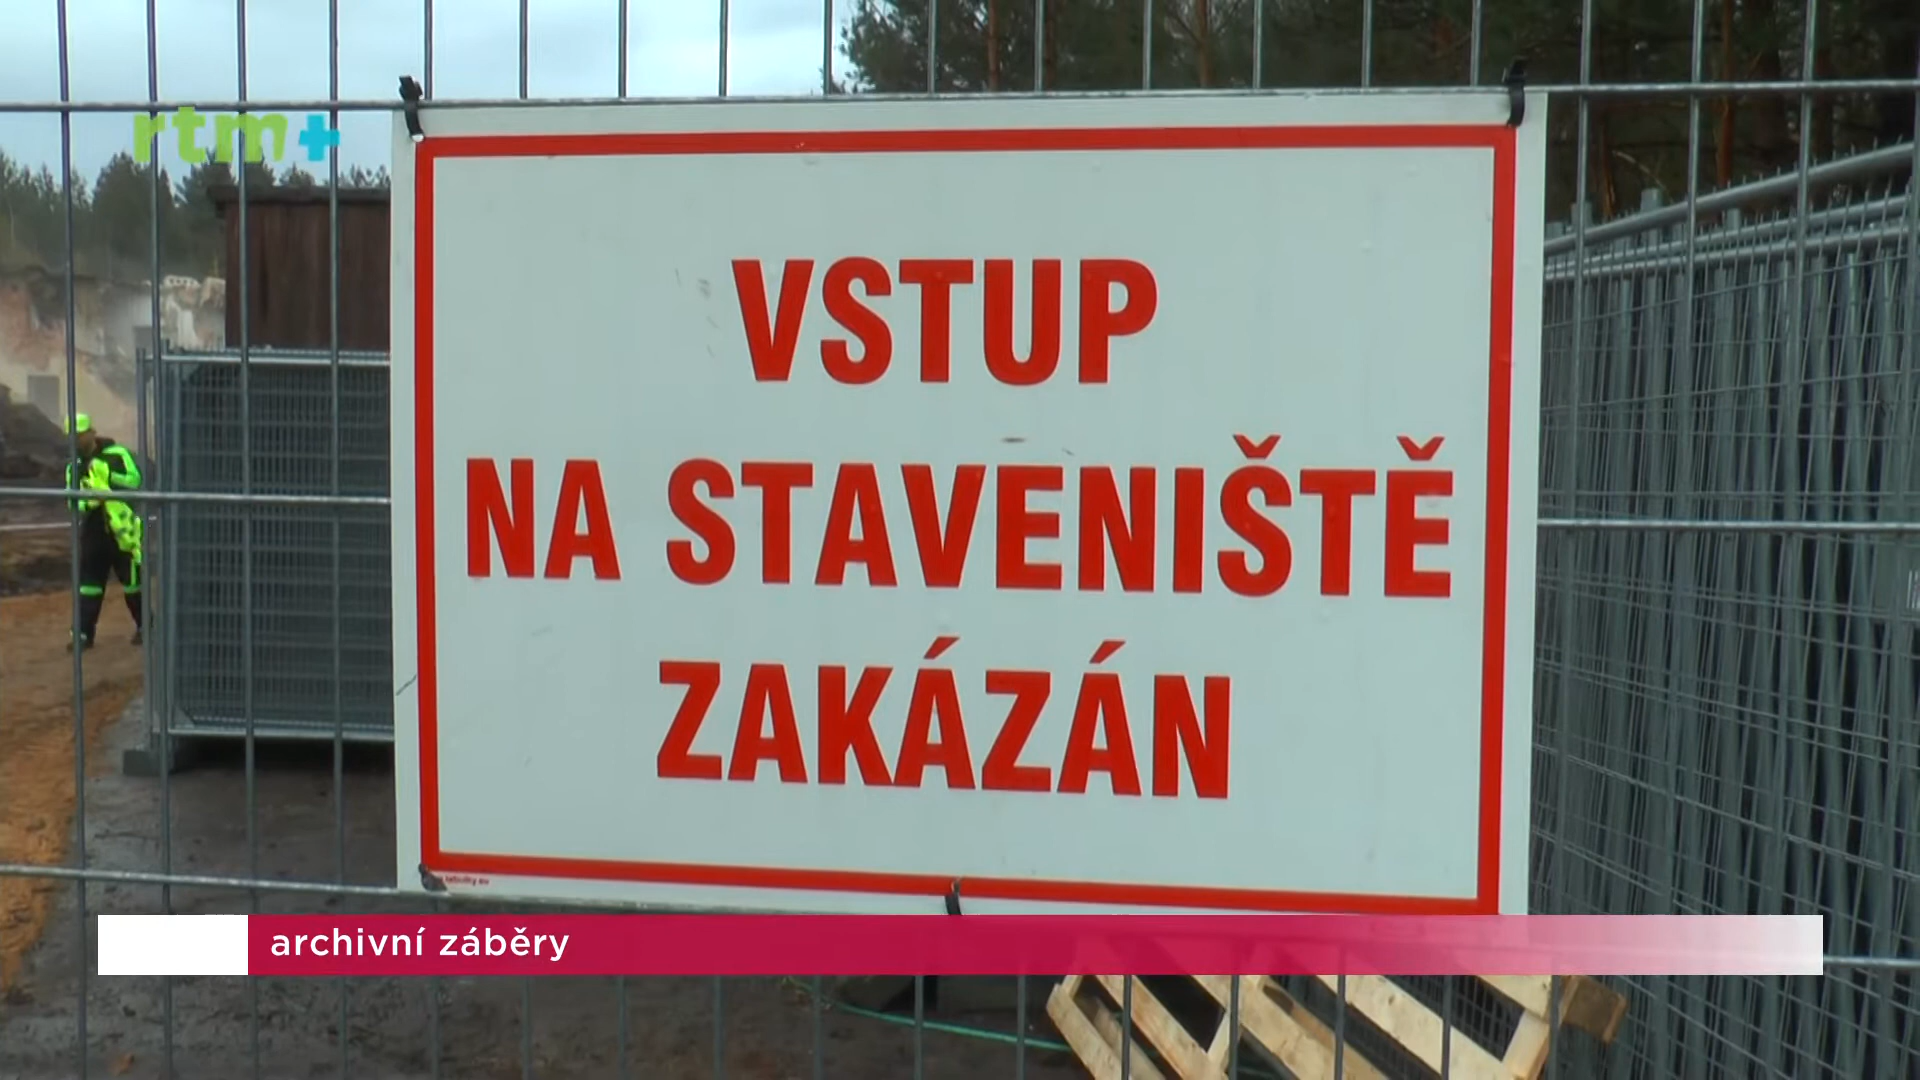 rtm+
VSTUP
NA STAVENIŠTĚ
ZAKÁZÁN
archivní záběry